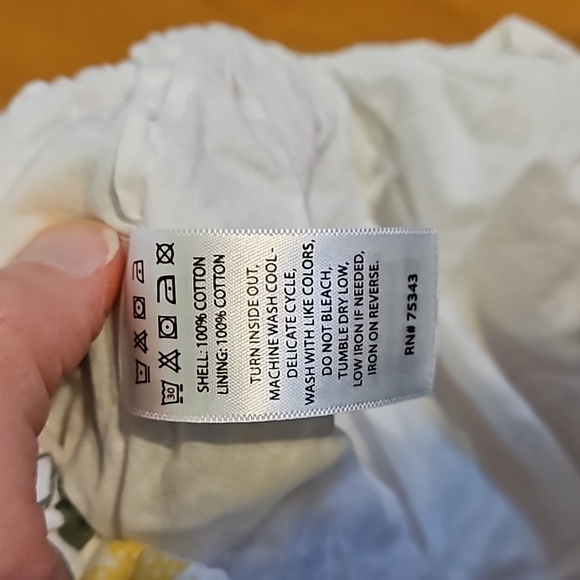 30
SHELL: 100% COTTON
LINING: 100% COTTON
TURN INSIDE OUT,
MACHINE WASH COOL-
DELICATE CYCLE,
WASH WITH LIKE COLORS,
DO NOT BLEACH,
TUMBLE DRY LOW,
LOW IRON IF NEEDED,
IRON ON REVERSE.
RN# 75343